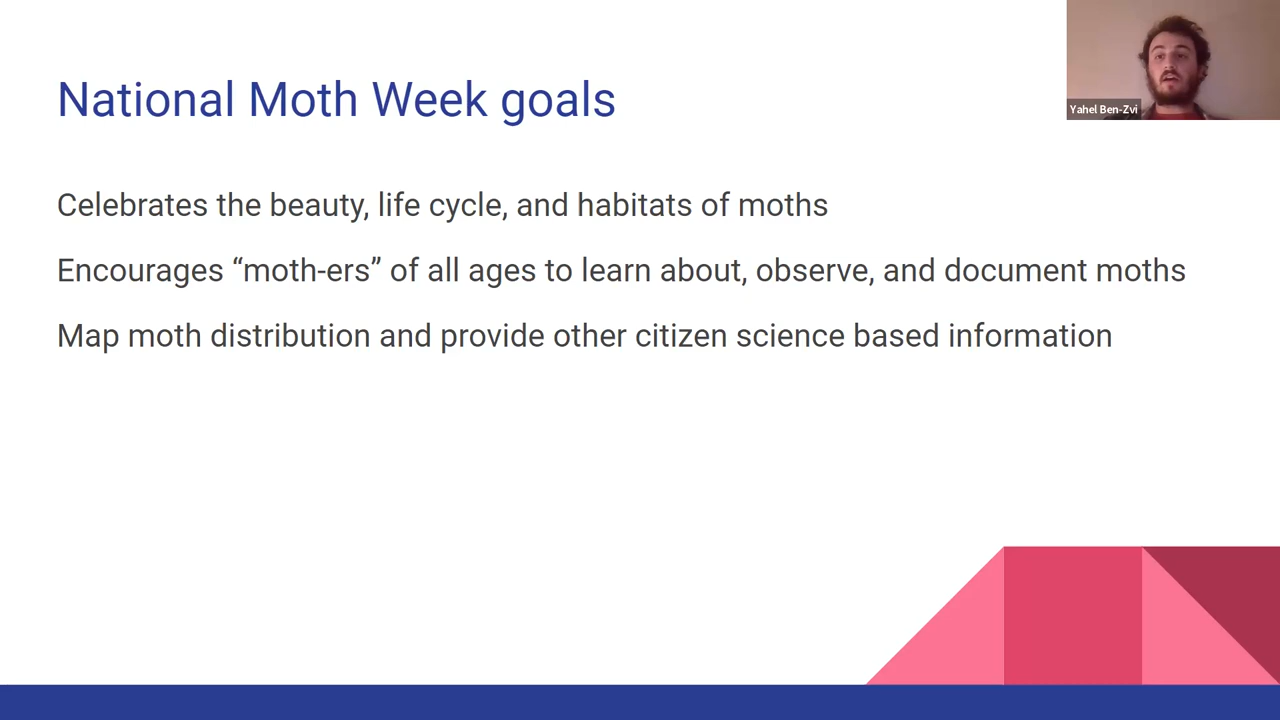 National Moth Week goals
Yahel Ben-Zvi
Celebrates the beauty, life cycle, and habitats of moths
Encourages “moth-ers” of all ages to learn about, observe, and document moths
Map moth distribution and provide other citizen science based information